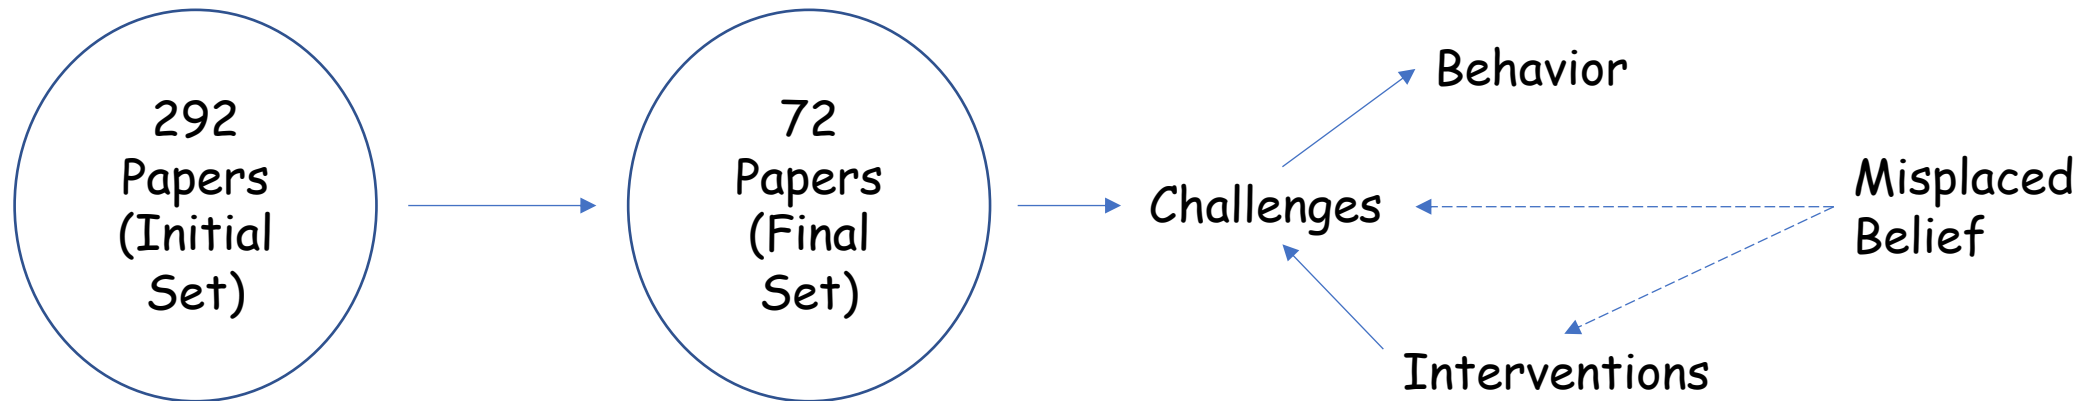 292
Papers
(Initial
Set)
72
Papers
(Final
Set)
Challenges
Behavior
Misplaced
Belief
Interventions